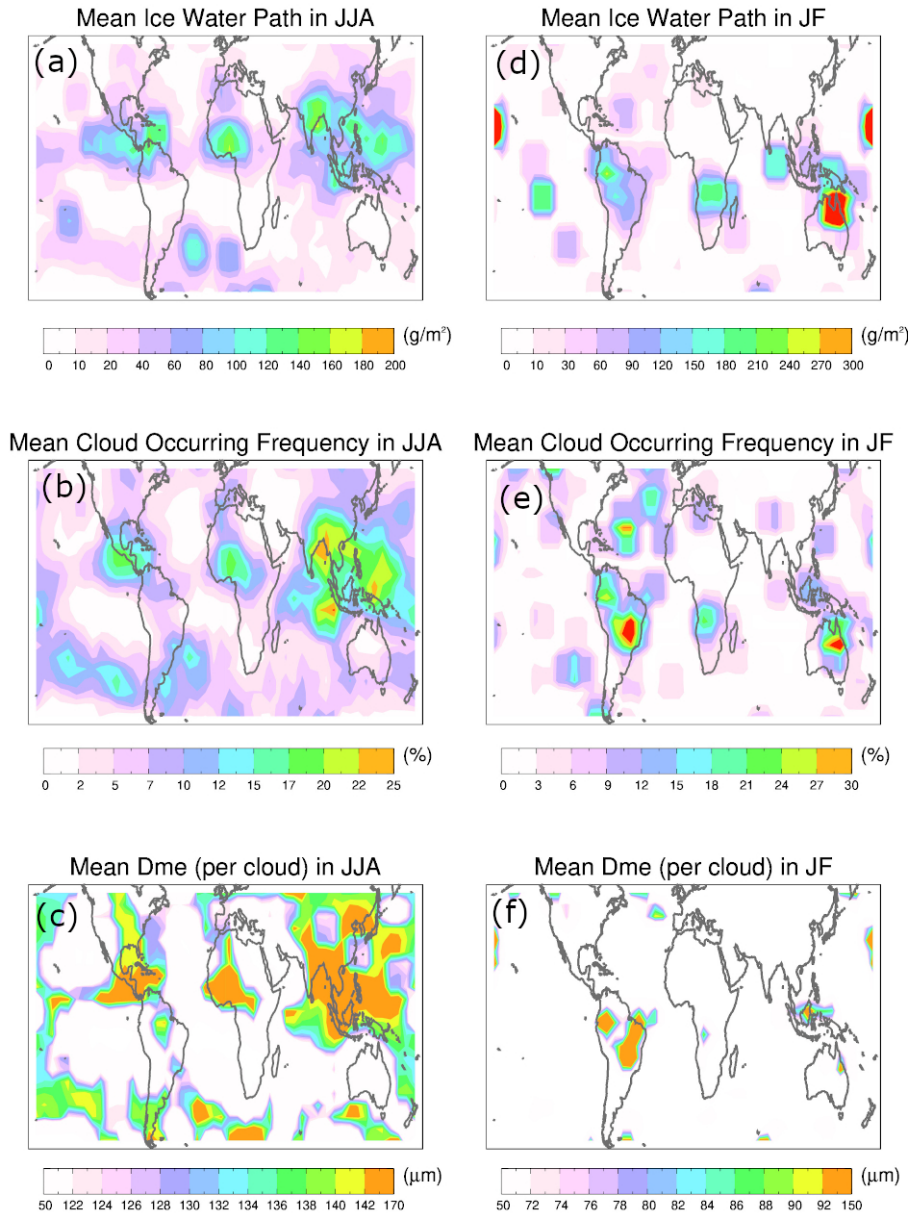 Mean Ice Water Path in JJA
(a)
(g/m²)
0 10 20 40 60 80 100 120 140 160 180 200
Mean Ice Water Path in JF
(d)
(g/m²)
0 10 30 60 90 120 150 180 210 240 260 300
Mean Cloud Occurring Frequency in JJA
(b)
(%)
0 2 5 7 10 12 15 17 20 22 25
Mean Cloud Occurring Frequency in JF
(e)
(%)
0 3 6 9 12 15 18 21 24 27 30
Mean Dme (per cloud) in JJA
(c)
(μm)
50 122 124 126 128 130 132 134 136 138 140 142 170
Mean Dme (per cloud) in JF
(f)
(μm)
50 72 74 76 78 80 82 84 86 88 90 92 150